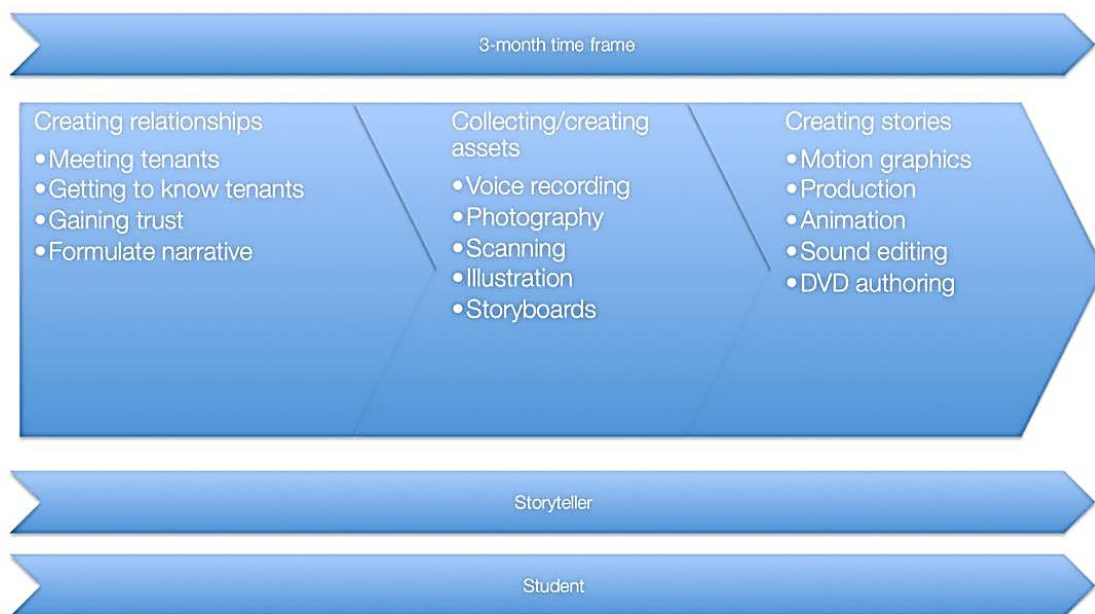 3-month time frame
Creating relationships
•Meeting tenants
•Getting to know tenants
•Gaining trust
•Formulate narrative
Collecting/creating
assets
•Voice recording
•Photography
•Scanning
•Illustration
•Storyboards
Creating stories
•Motion graphics
•Production
•Animation
•Sound editing
•DVD authoring
Storyteller
Student